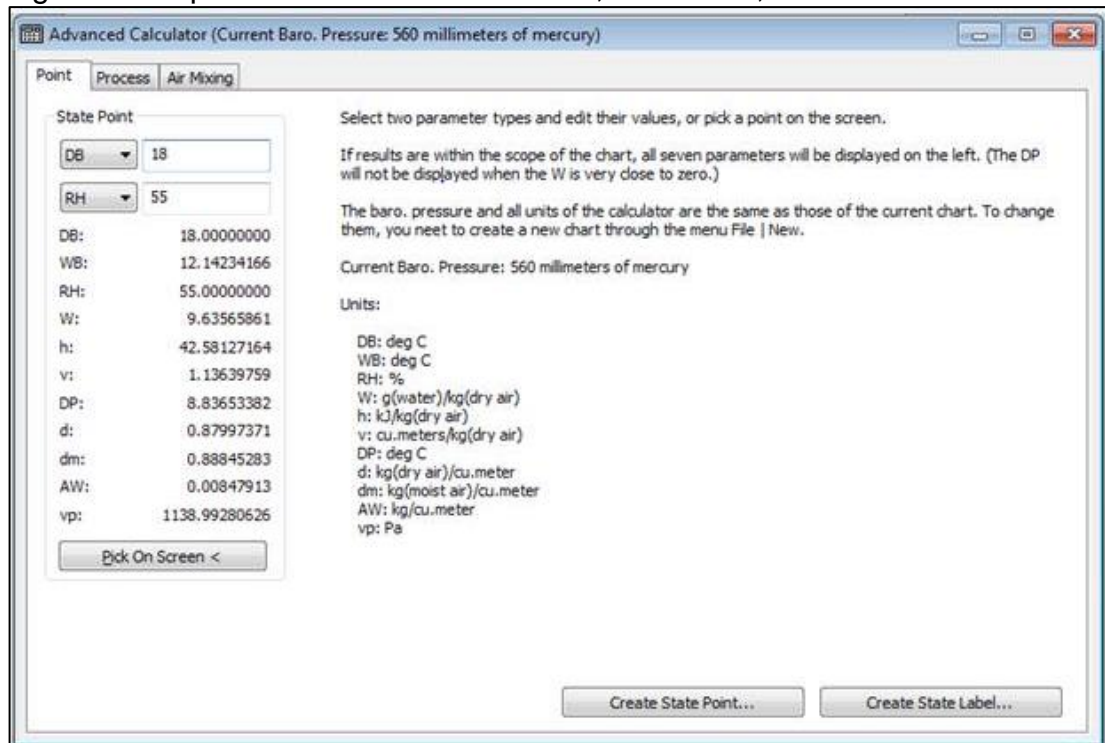 Advanced Calculator (Current Baro. Pressure: 560 millimeters of mercury)
Point Process Air Mixing
State Point
DB 18
RH 55
DB: 18.00000000
WB: 12.14234166
RH: 55.00000000
W: 9.63565861
h: 42.58127164
v: 1.13639759
DP: 8.83653382
d: 0.87997371
dm: 0.88845283
AW: 0.00847913
vp: 1138.99280626
Pick On Screen <
Select two parameter types and edit their values, or pick a point on the screen.
If results are within the scope of the chart, all seven parameters will be displayed on the left. (The DP
will not be displayed when the W is very close to zero.)
The baro. pressure and all units of the calculator are the same as those of the current chart. To change
them, you neet to create a new chart through the menu File | New.
Current Baro. Pressure: 560 millimeters of mercury
Units:
DB: deg C
WB: deg C
RH: %
W: g(water)/kg(dry air)
h: kJ/kg(dry air)
v: cu.meters/kg(dry air)
DP: deg C
d: kg(dry air)/cu.meter
dm: kg(moist air)/cu.meter
AW: kg/cu.meter
vp: Pa
Create State Point... Create State Label...